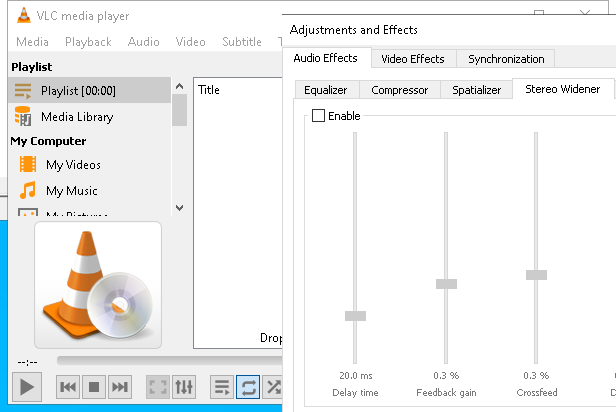 VLC media player
Media Playback Audio Video Subtitle T
Playlist
Playlist [00:00]
Media Library
My Computer
My Videos
My Music
My Pictures
Title
Drop
--:--
Adjustments and Effects
Audio Effects Video Effects Synchronization
Equalizer Compressor Spatializer Stereo Widener
Enable
20.0 ms 0.3 % 0.3 %
Delay time Feedback gain Crossfeed D